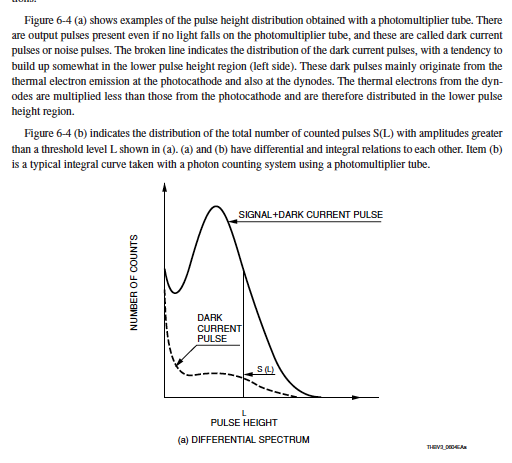 Figure 6-4 (a) shows examples of the pulse height distribution obtained with a photomultiplier tube. There
are output pulses present even if no light falls on the photomultiplier tube, and these are called dark current
pulses or noise pulses. The broken line indicates the distribution of the dark current pulses, with a tendency to
build up somewhat in the lower pulse height region (left side). These dark pulses mainly originate from the
thermal electron emission at the photocathode and also at the dynodes. The thermal electrons from the dyn-
odes are multiplied less than those from the photocathode and are therefore distributed in the lower pulse
height region.
Figure 6-4 (b) indicates the distribution of the total number of counted pulses S(L) with amplitudes greater
than a threshold level L shown in (a). (a) and (b) have differential and integral relations to each other. Item (b)
is a typical integral curve taken with a photon counting system using a photomultiplier tube.
SIGNAL+DARK CURRENT PULSE
NUMBER OF COUNTS
DARK
CURRENT
PULSE
S (L)
L
PULSE HEIGHT
(a) DIFFERENTIAL SPECTRUM
THBV3_0604EAa